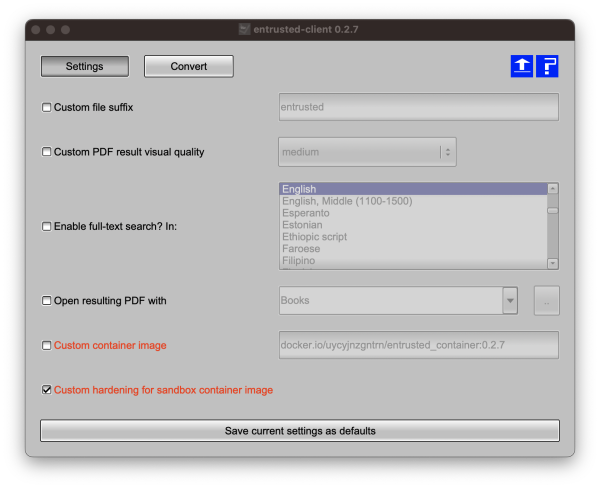 entrusted-client 0.2.7
Settings
Convert
?
Custom file suffix
entrusted
Custom PDF result visual quality
medium
Enable full-text search? In:
English
English, Middle (1100-1500)
Esperanto
Estonian
Ethiopic script
Faroese
Filipino
Open resulting PDF with
Books
...
Custom container image
docker.io/uycyjnzgntrn/entrusted_container:0.2.7
Custom hardening for sandbox container image
Save current settings as defaults